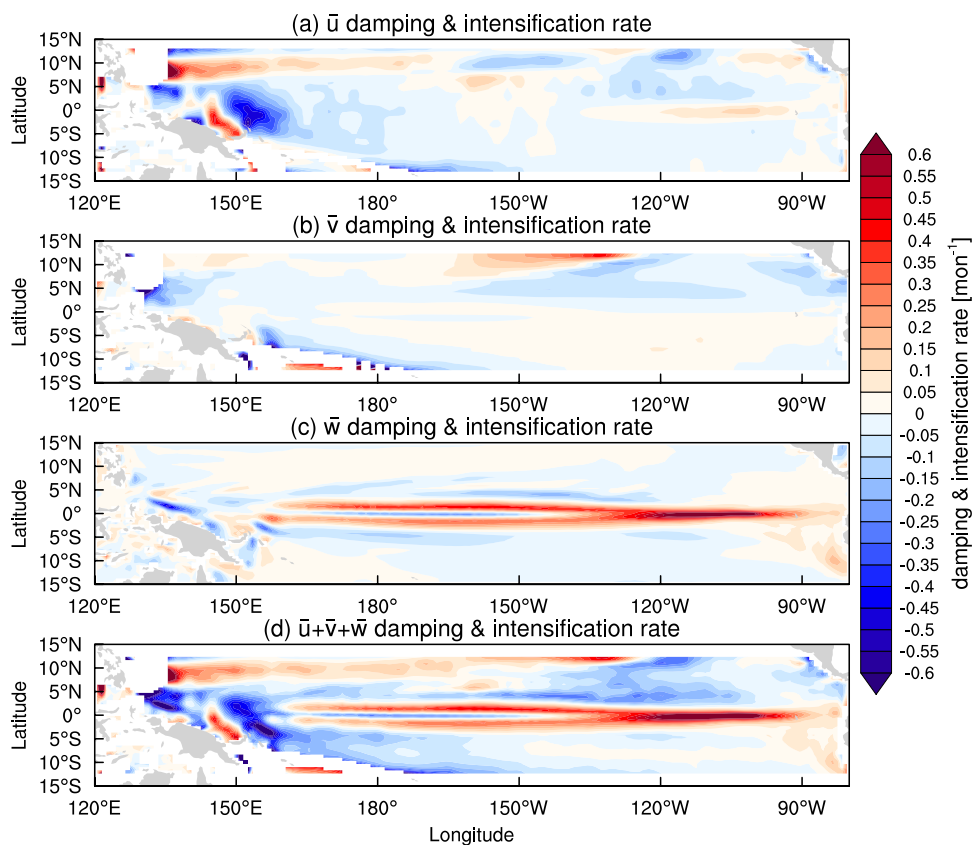 (a) ū damping & intensification rate
15°N
10°N
5°N
0°
5°S
10°S
15°S
Latitude
120°E 150°E 180° 150°W 120°W 90°W
(b) v̄ damping & intensification rate
15°N
10°N
5°N
0°
5°S
10°S
15°S
Latitude
120°E 150°E 180° 150°W 120°W 90°W
(c) w̄ damping & intensification rate
15°N
10°N
5°N
0°
5°S
10°S
15°S
Latitude
120°E 150°E 180° 150°W 120°W 90°W
(d) ū+v̄+w̄ damping & intensification rate
15°N
10°N
5°N
0°
5°S
10°S
15°S
Latitude
120°E 150°E 180° 150°W 120°W 90°W
Longitude
0.6
0.55
0.5
0.45
0.4
0.35
0.3
0.25
0.2
0.15
0.1
0.05
0
-0.05
-0.1
-0.15
-0.2
-0.25
-0.3
-0.35
-0.4
-0.45
-0.5
-0.55
-0.6
damping & intensification rate [mon⁻¹]